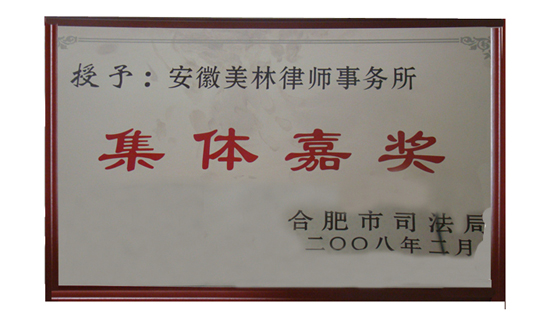 授予：安徽美林律师事务所
集体嘉奖
合肥市司法局
二〇〇八年二月